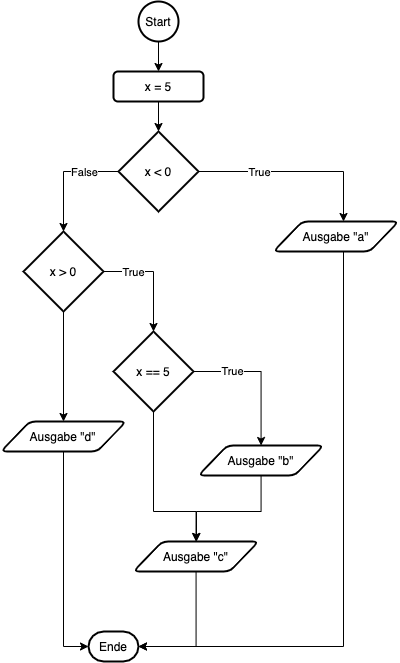 Start
x = 5
x < 0
False
True
Ausgabe "a"
x > 0
True
x == 5
True
Ausgabe "d"
Ausgabe "b"
Ausgabe "c"
Ende